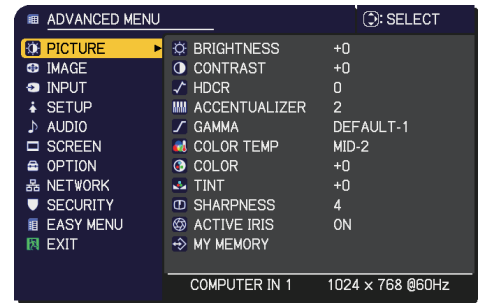 ADVANCED MENU : SELECT
PICTURE
IMAGE
INPUT
SETUP
AUDIO
SCREEN
OPTION
NETWORK
SECURITY
EASY MENU
EXIT
BRIGHTNESS +0
CONTRAST +0
HDCR 0
ACCENTUALIZER 2
GAMMA DEFAULT-1
COLOR TEMP MID-2
COLOR +0
TINT +0
SHARPNESS 4
ACTIVE IRIS ON
MY MEMORY
COMPUTER IN 1 1024 x 768 @60Hz